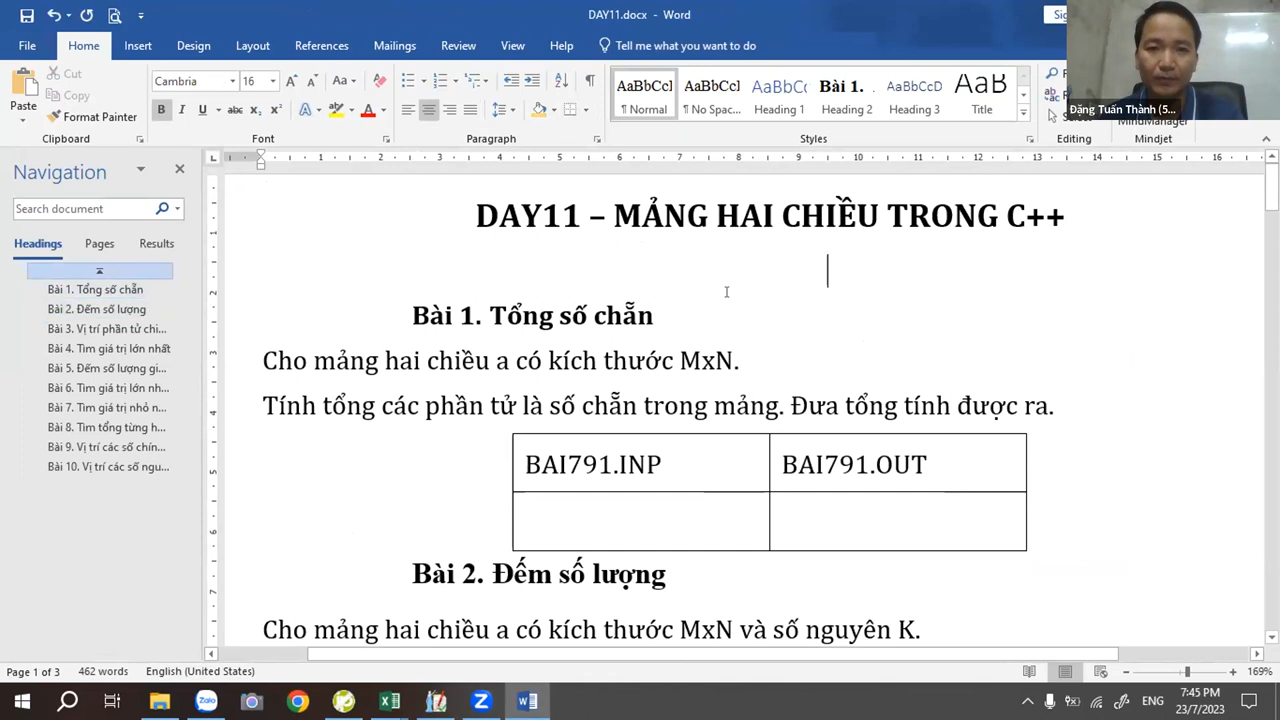 DAY11.docx - Word
File Home Insert Design Layout References Mailings Review View Help Tell me what you want to do
Paste
Cut
Copy
Format Painter
Clipboard
Cambria 16
Font
Paragraph
AaBbCcI AaBbCcI AaBbCc Bài 1. AaBbCcD
¶ Normal ¶ No Spac... Heading 1 Heading 2 Heading 3 Title
Styles
Editing
MindManager
Mindjet
Đặng Tuấn Thành (5...
Navigation
Search document
Headings Pages Results
Bài 1. Tổng số chẵn
Bài 2. Đếm số lượng
Bài 3. Vị trí phần tử chi...
Bài 4. Tìm giá trị lớn nhất
Bài 5. Đếm số lượng gi...
Bài 6. Tìm giá trị lớn nh...
Bài 7. Tìm giá trị nhỏ n...
Bài 8. Tìm tổng từng h...
Bài 9. Vị trí các số chín...
Bài 10. Vị trí các số ngu...
DAY11 – MẢNG HAI CHIỀU TRONG C++
Bài 1. Tổng số chẵn
Cho mảng hai chiều a có kích thước MxN.
Tính tổng các phần tử là số chẵn trong mảng. Đưa tổng tính được ra.
BAI791.INP BAI791.OUT
Bài 2. Đếm số lượng
Cho mảng hai chiều a có kích thước MxN và số nguyên K.
Page 1 of 3 462 words English (United States) 169%
ENG 7:45 PM
23/7/2023